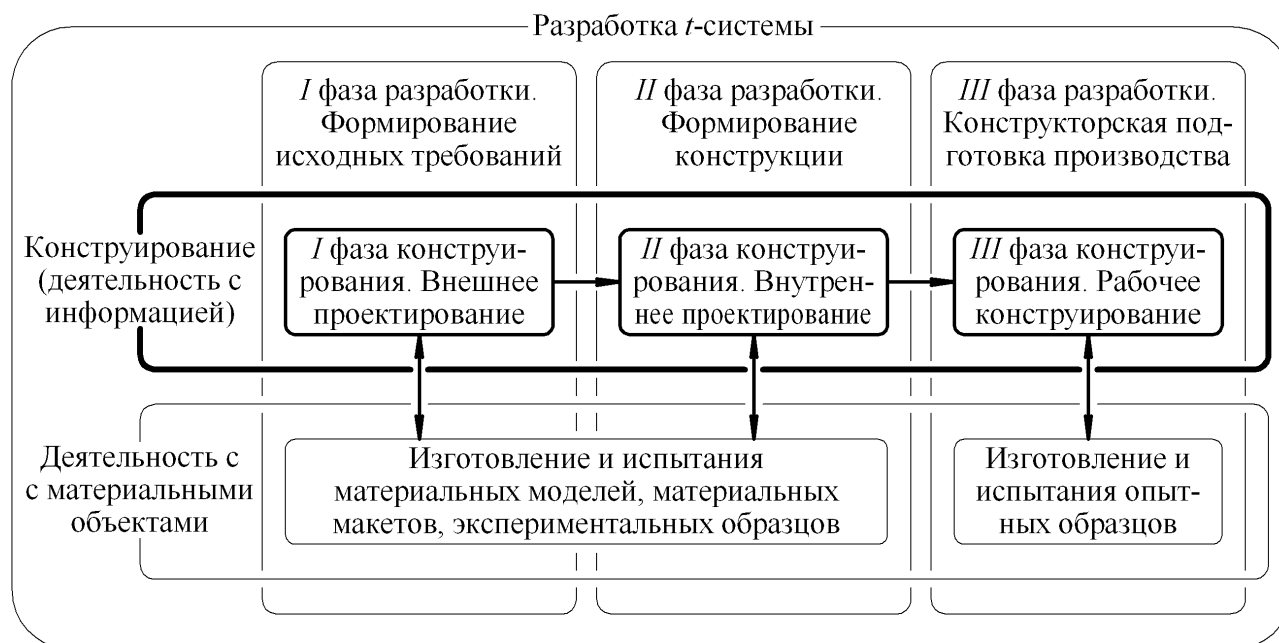 Разработка t-системы
I фаза разработки.
Формирование
исходных требований
II фаза разработки.
Формирование
конструкции
III фаза разработки.
Конструкторская под-
готовка производства
Конструирование
(деятельность с
информацией)
I фаза конструи-
рования. Внешнее
проектирование
II фаза конструи-
рования. Внутрен-
нее проектирование
III фаза конструи-
рования. Рабочее
конструирование
Деятельность с
с материальными
объектами
Изготовление и испытания
материальных моделей, материальных
макетов, экспериментальных образцов
Изготовление и
испытания опыт-
ных образцов